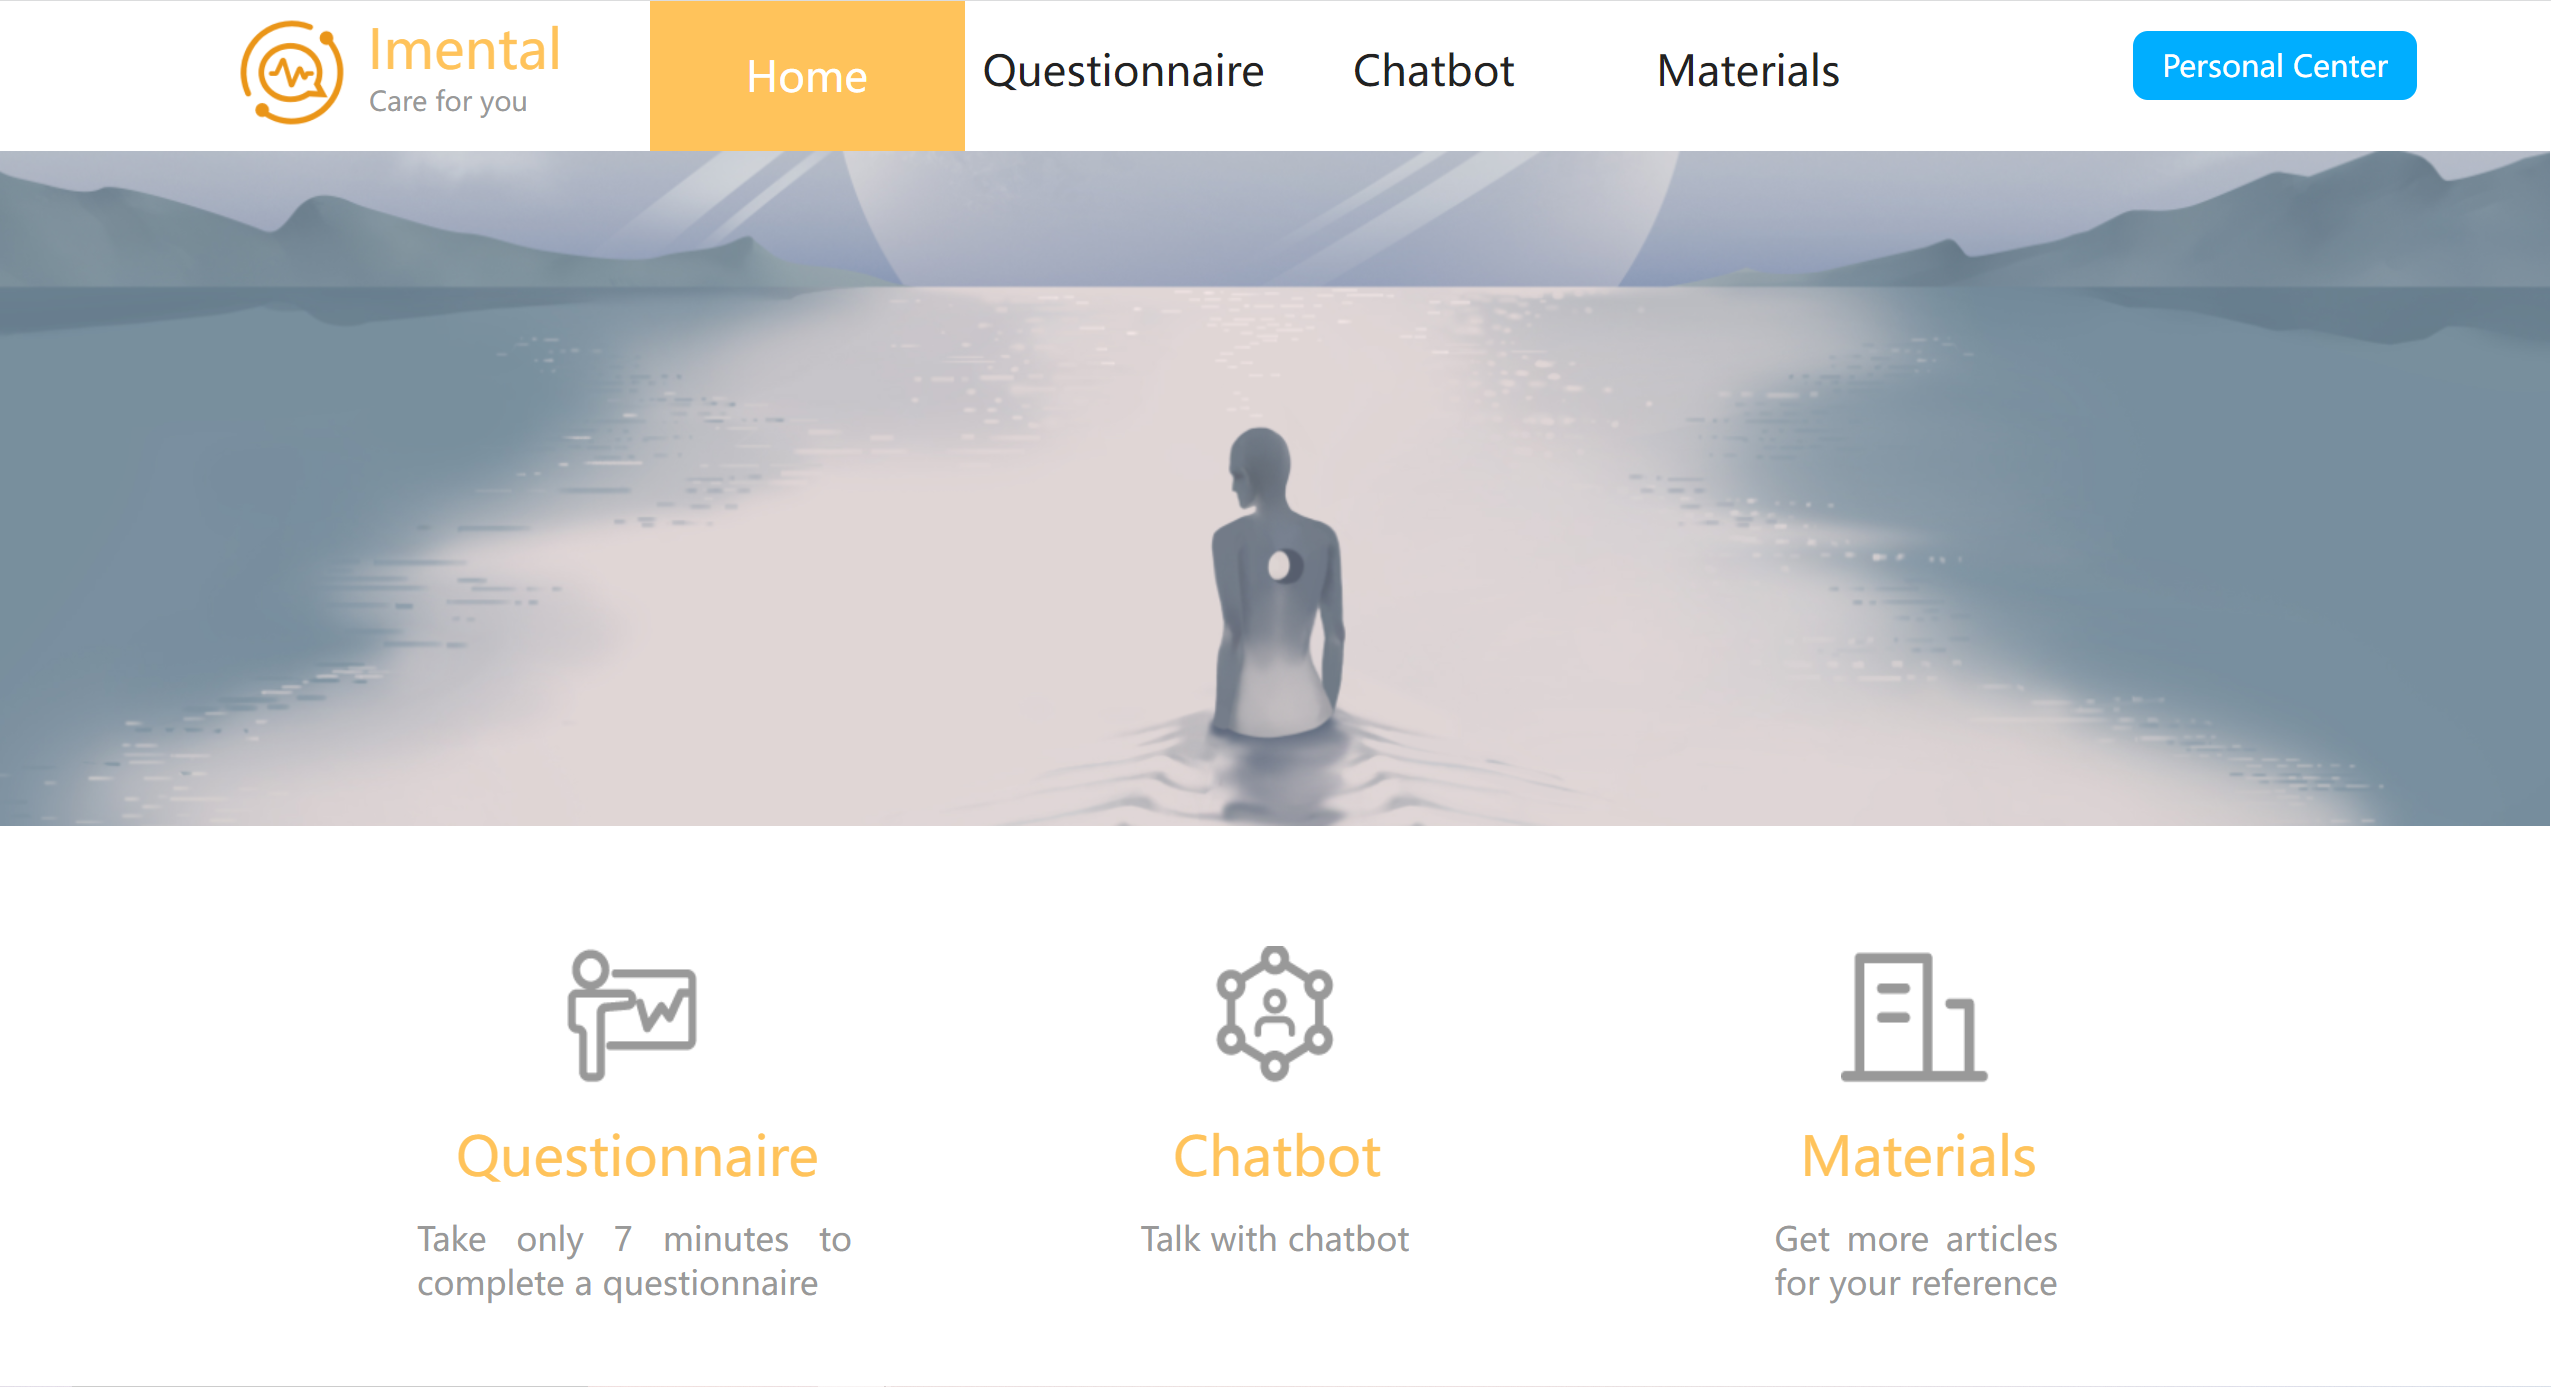 Imental
Care for you
Home
Questionnaire
Chatbot
Materials
Personal Center
Questionnaire
Take only 7 minutes to
complete a questionnaire
Chatbot
Talk with chatbot
Materials
Get more articles
for your reference